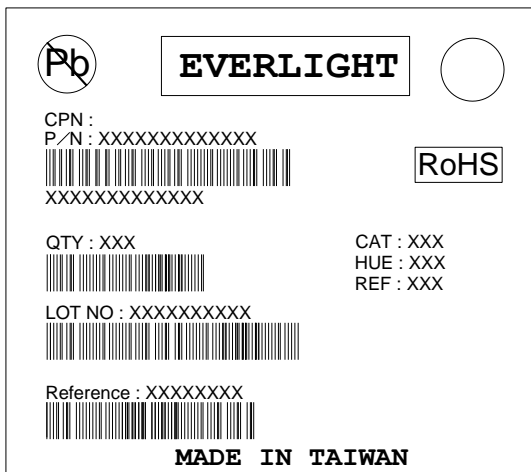 Pb
EVERLIGHT
CPN :
P/N : XXXXXXXXXXXXX
RoHS
XXXXXXXXXXXXX
QTY : XXX
CAT : XXX
HUE : XXX
REF : XXX
LOT NO : XXXXXXXXXX
Reference : XXXXXXXX
MADE IN TAIWAN